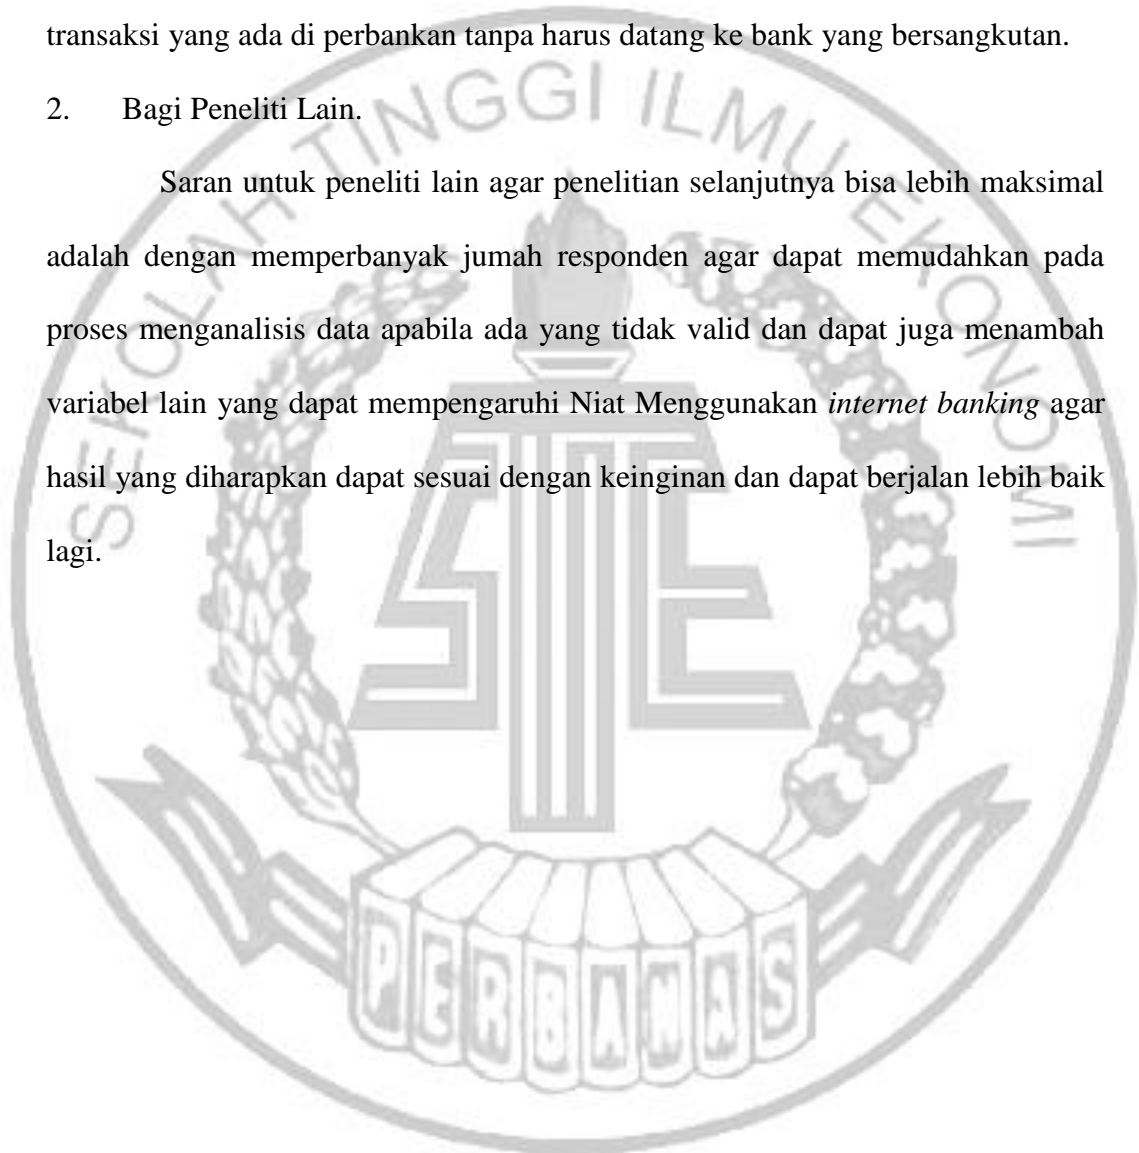 transaksi yang ada di perbankan tanpa harus datang ke bank yang bersangkutan.
2. Bagi Peneliti Lain.
Saran untuk peneliti lain agar penelitian selanjutnya bisa lebih maksimal
adalah dengan memperbanyak jumah responden agar dapat memudahkan pada
proses menganalisis data apabila ada yang tidak valid dan dapat juga menambah
variabel lain yang dapat mempengaruhi Niat Menggunakan internet banking agar
hasil yang diharapkan dapat sesuai dengan keinginan dan dapat berjalan lebih baik
lagi.
SEKOLAH TINGGI ILMU EKONOMI
STE
PERBANAS